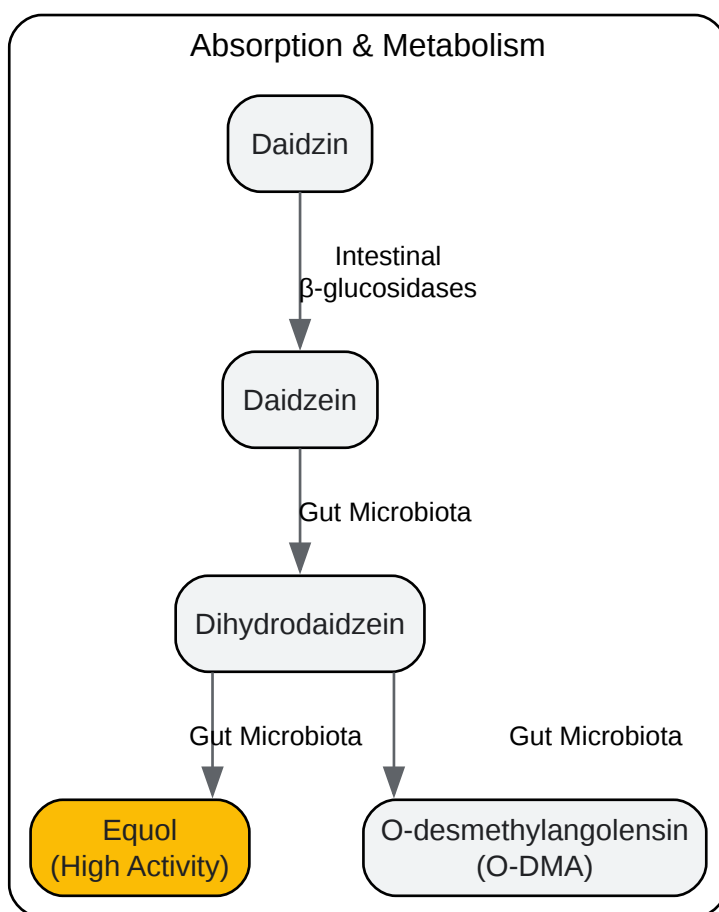 Absorption & Metabolism
Daidzin
Intestinal
β-glucosidases
Daidzein
Gut Microbiota
Dihydrodaidzein
Gut Microbiota
Gut Microbiota
Equol
(High Activity)
O-desmethylangolensin
(O-DMA)